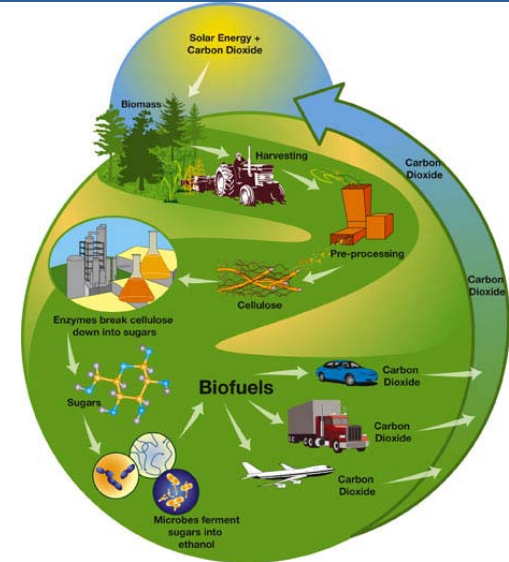 Solar Energy +
Carbon Dioxide
Biomass
Harvesting
Carbon
Dioxide
Pre-processing
Cellulose
Carbon
Dioxide
Enzymes break cellulose
down into sugars
Sugars
Biofuels
Carbon
Dioxide
Carbon
Dioxide
Carbon
Dioxide
Microbes ferment
sugars into
ethanol